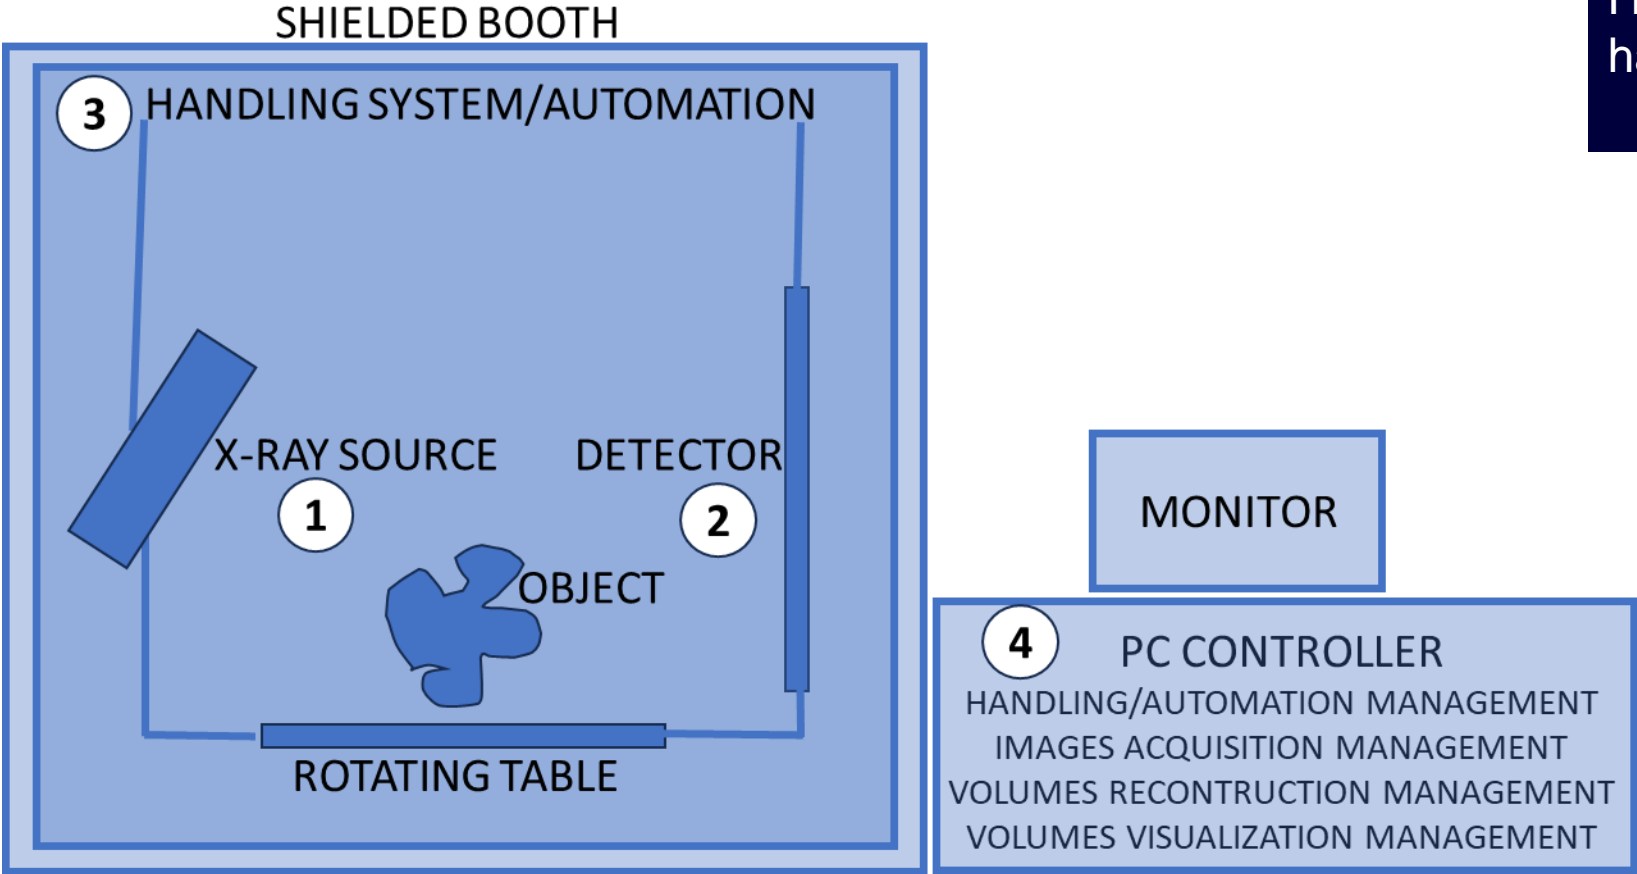 SHIELDED BOOTH
3 HANDLING SYSTEM/AUTOMATION
X-RAY SOURCE
1
DETECTOR
2
OBJECT
ROTATING TABLE
MONITOR
4 PC CONTROLLER
HANDLING/AUTOMATION MANAGEMENT
IMAGES ACQUISITION MANAGEMENT
VOLUMES RECONTRUCTION MANAGEMENT
VOLUMES VISUALIZATION MANAGEMENT